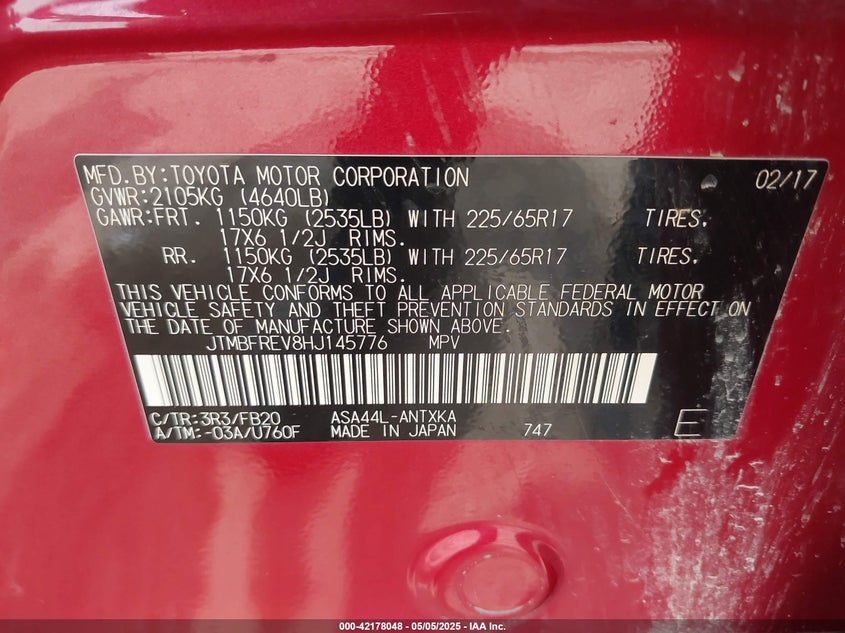 MFD.BY:TOYOTA MOTOR CORPORATION 02/17
GVWR:2105KG (4640LB)
GAWR:FRT. 1150KG (2535LB) WITH 225/65R17 TIRES.
17X6 1/2J RIMS.
RR. 1150KG (2535LB) WITH 225/65R17 TIRES.
17X6 1/2J RIMS.
THIS VEHICLE CONFORMS TO ALL APPLICABLE FEDERAL MOTOR
VEHICLE SAFETY AND THEFT PREVENTION STANDARDS IN EFFECT ON
THE DATE OF MANUFACTURE SHOWN ABOVE.
JTMBFREV8HJ145776 MPV
C/TR:3R3/FB20 ASA44L-ANTXKA
A/TM:-03A/U760F MADE IN JAPAN 747 E
000-42178048 - 05/05/2025 - IAA Inc.